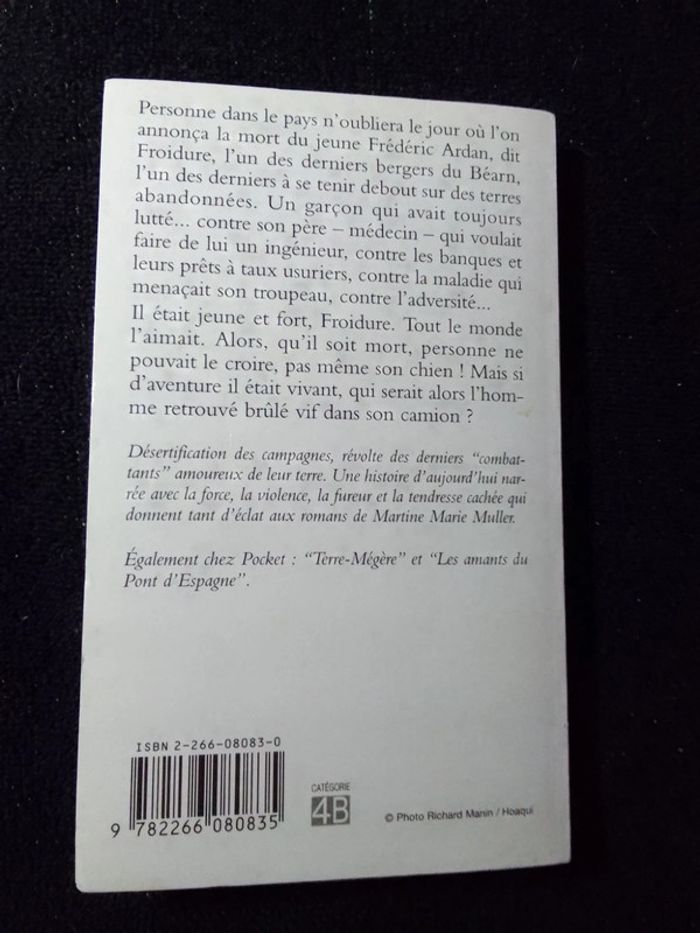 Personne dans le pays n'oubliera le jour où l'on
annonça la mort du jeune Frédéric Ardan, dit
Froidure, l'un des derniers bergers du Béarn,
l'un des derniers à se tenir debout sur des terres
abandonnées. Un garçon qui avait toujours
lutté... contre son père – médecin – qui voulait
faire de lui un ingénieur, contre les banques et
leurs prêts à taux usuriers, contre la maladie qui
menaçait son troupeau, contre l'adversité...
Il était jeune et fort, Froidure. Tout le monde
l'aimait. Alors, qu'il soit mort, personne ne
pouvait le croire, pas même son chien ! Mais si
d'aventure il était vivant, qui serait alors l'hom-
me retrouvé brûlé vif dans son camion ?
Désertification des campagnes, révolte des derniers "combat-
tants" amoureux de leur terre. Une histoire d'aujourd'hui nar-
rée avec la force, la violence, la fureur et la tendresse cachée qui
donnent tant d'éclat aux romans de Martine Marie Muller.
Également chez Pocket : "Terre-Mégère" et "Les amants du
Pont d'Espagne".
ISBN 2-266-08083-0
9 782266 080835
CATÉGORIE
4B
© Photo Richard Manin / Hoaqui